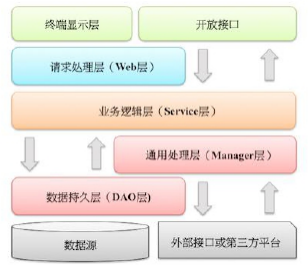 终端显示层
开放接口
请求处理层（Web层）
业务逻辑层（Service层）
通用处理层（Manager层）
数据持久层（DAO层)
数据源
外部接口或第三方平台